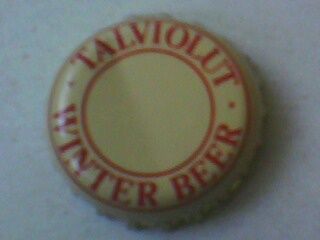 · TALVIOLUT ·
WINTER BEER